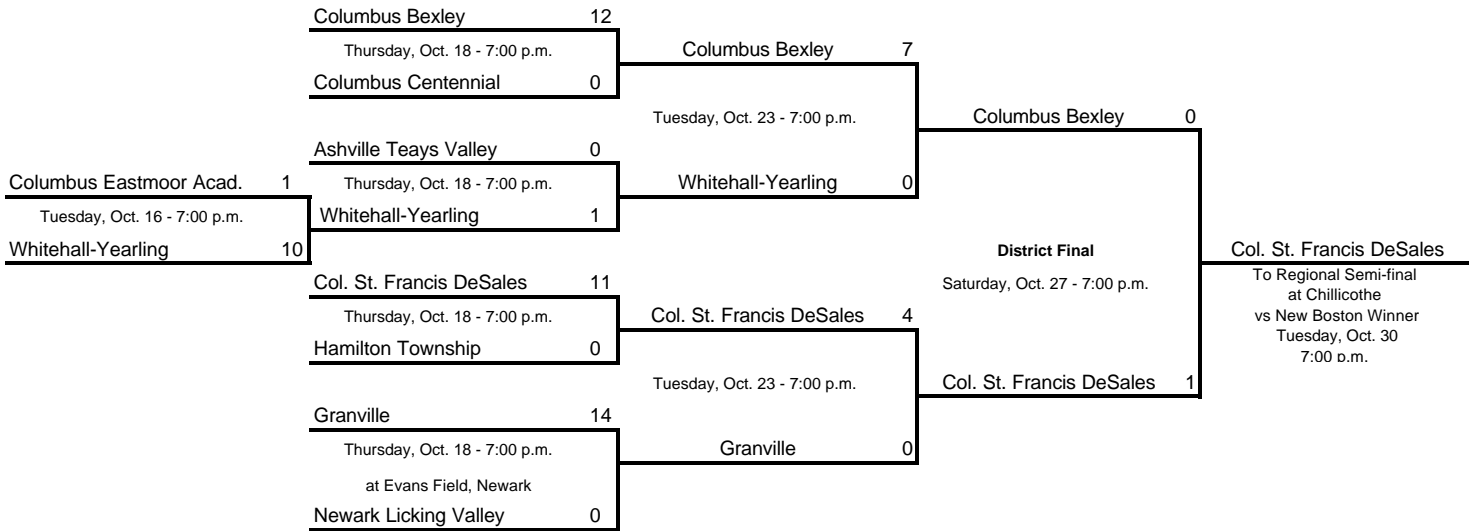 Columbus Bexley 12
Thursday, Oct. 18 - 7:00 p.m.
Columbus Bexley 7
Columbus Centennial 0
Tuesday, Oct. 23 - 7:00 p.m.
Columbus Bexley 0
Ashville Teays Valley 0
Columbus Eastmoor Acad. 1
Thursday, Oct. 18 - 7:00 p.m.
Whitehall-Yearling 0
Tuesday, Oct. 16 - 7:00 p.m.
Whitehall-Yearling 1
Whitehall-Yearling 10
District Final
Col. St. Francis DeSales
Col. St. Francis DeSales 11
Saturday, Oct. 27 - 7:00 p.m.
To Regional Semi-final
at Chillicothe
Thursday, Oct. 18 - 7:00 p.m.
Col. St. Francis DeSales 4
vs New Boston Winner
Tuesday, Oct. 30
Hamilton Township 0
7:00 p.m.
Tuesday, Oct. 23 - 7:00 p.m.
Col. St. Francis DeSales 1
Granville 14
Thursday, Oct. 18 - 7:00 p.m.
Granville 0
at Evans Field, Newark
Newark Licking Valley 0